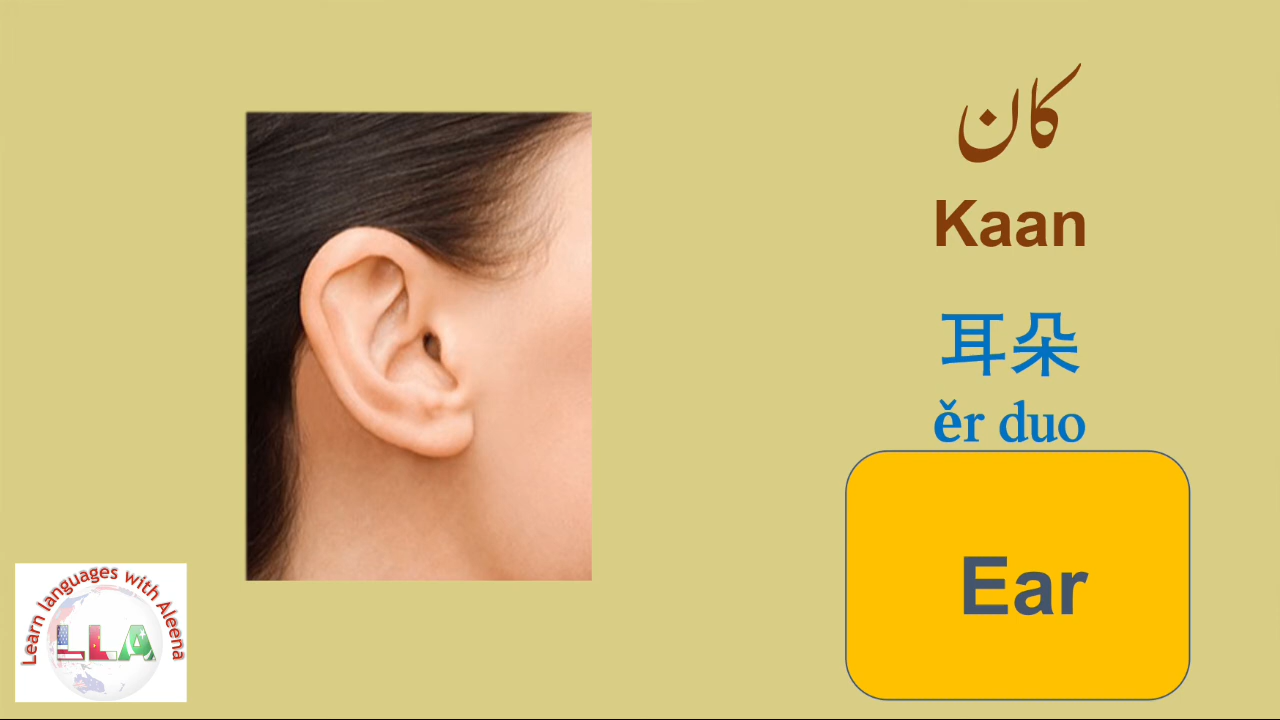 کان
Kaan
耳朵
ěr duo
Ear
Learn languages with Aleena
LLA